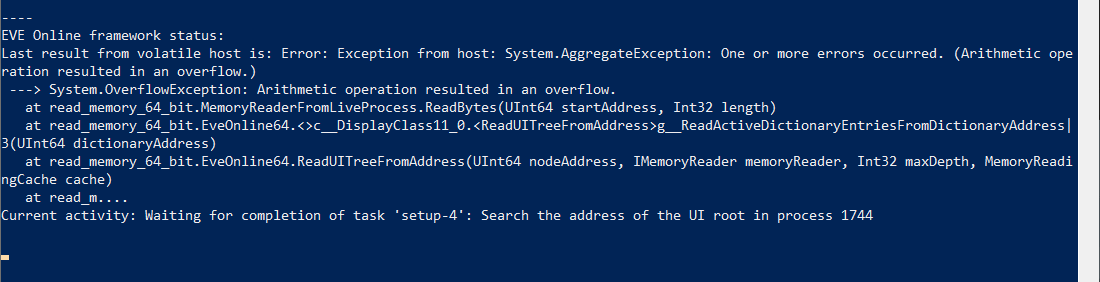 ----
EVE Online framework status:
Last result from volatile host is: Error: Exception from host: System.AggregateException: One or more errors occurred. (Arithmetic ope
ration resulted in an overflow.)
 ---> System.OverflowException: Arithmetic operation resulted in an overflow.
   at read_memory_64_bit.MemoryReaderFromLiveProcess.ReadBytes(UInt64 startAddress, Int32 length)
   at read_memory_64_bit.EveOnline64.<>c__DisplayClass11_0.<ReadUITreeFromAddress>g__ReadActiveDictionaryEntriesFromDictionaryAddress|
3(UInt64 dictionaryAddress)
   at read_memory_64_bit.EveOnline64.ReadUITreeFromAddress(UInt64 nodeAddress, IMemoryReader memoryReader, Int32 maxDepth, MemoryReadi
ngCache cache)
   at read_m....
Current activity: Waiting for completion of task 'setup-4': Search the address of the UI root in process 1744